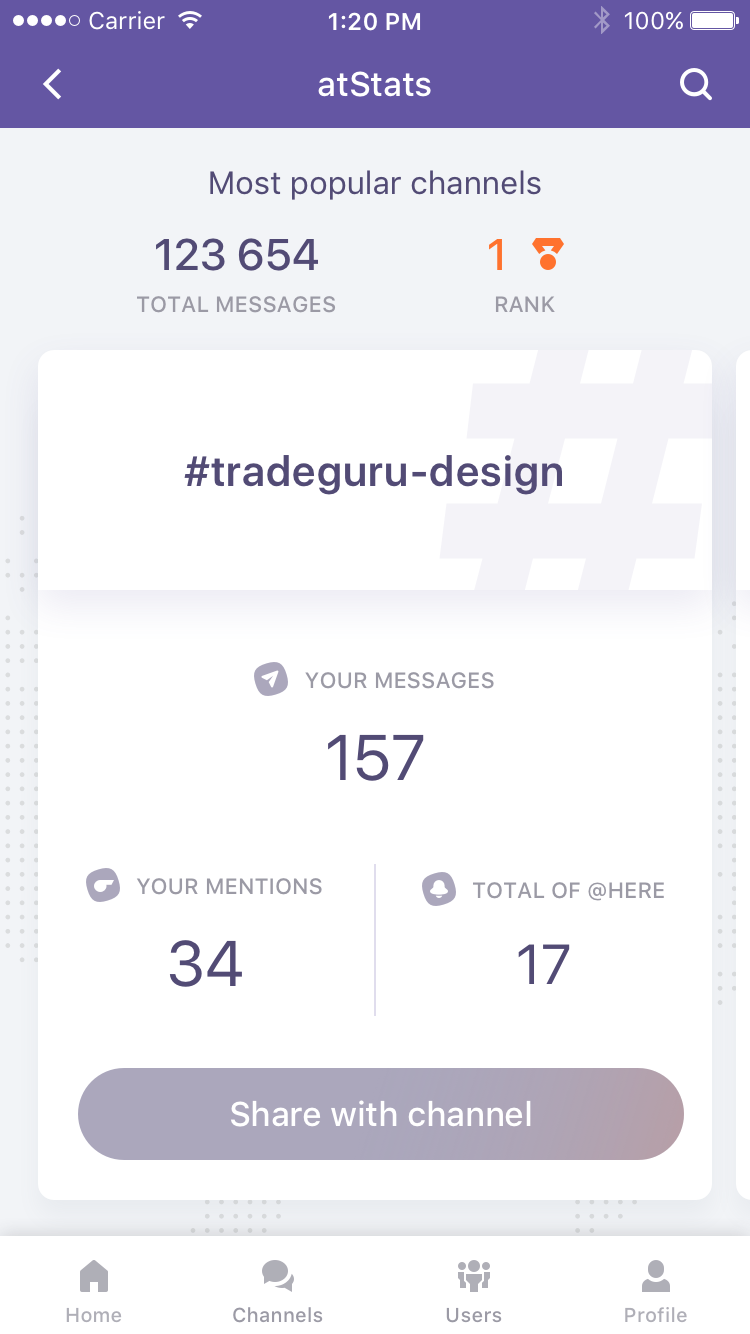 Carrier 1:20 PM 100%
atStats
Most popular channels
123 654 1
TOTAL MESSAGES RANK
#tradeguru-design
YOUR MESSAGES
157
YOUR MENTIONS TOTAL OF @HERE
34 17
Share with channel
Home Channels Users Profile